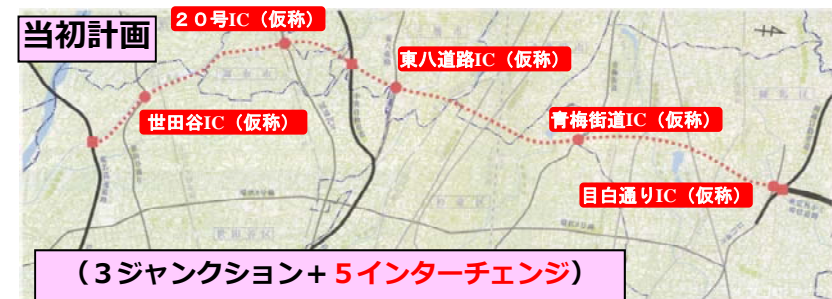 当初計画
２０号IC（仮称）
東八道路IC（仮称）
世田谷IC（仮称）
青梅街道IC（仮称）
目白通りIC（仮称）
（３ジャンクション＋５インターチェンジ）